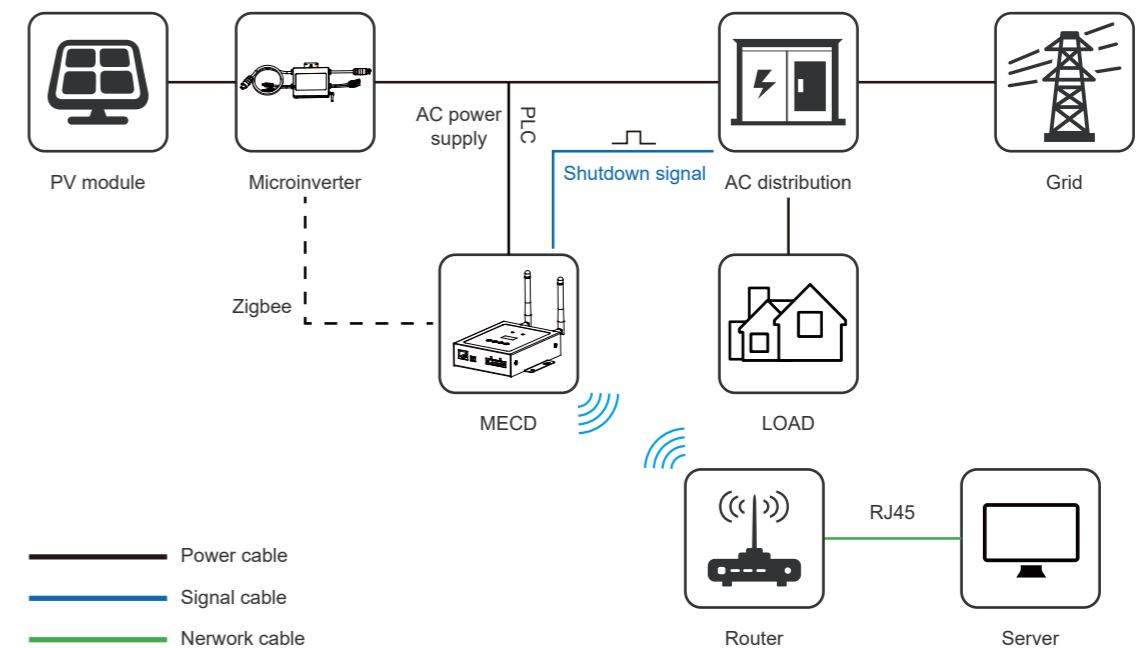 AC power
supply
PLC
Shutdown signal
PV module
Microinverter
AC distribution
Grid
Zigbee
MECD
LOAD
RJ45
Power cable
Signal cable
Nerwork cable
Router
Server